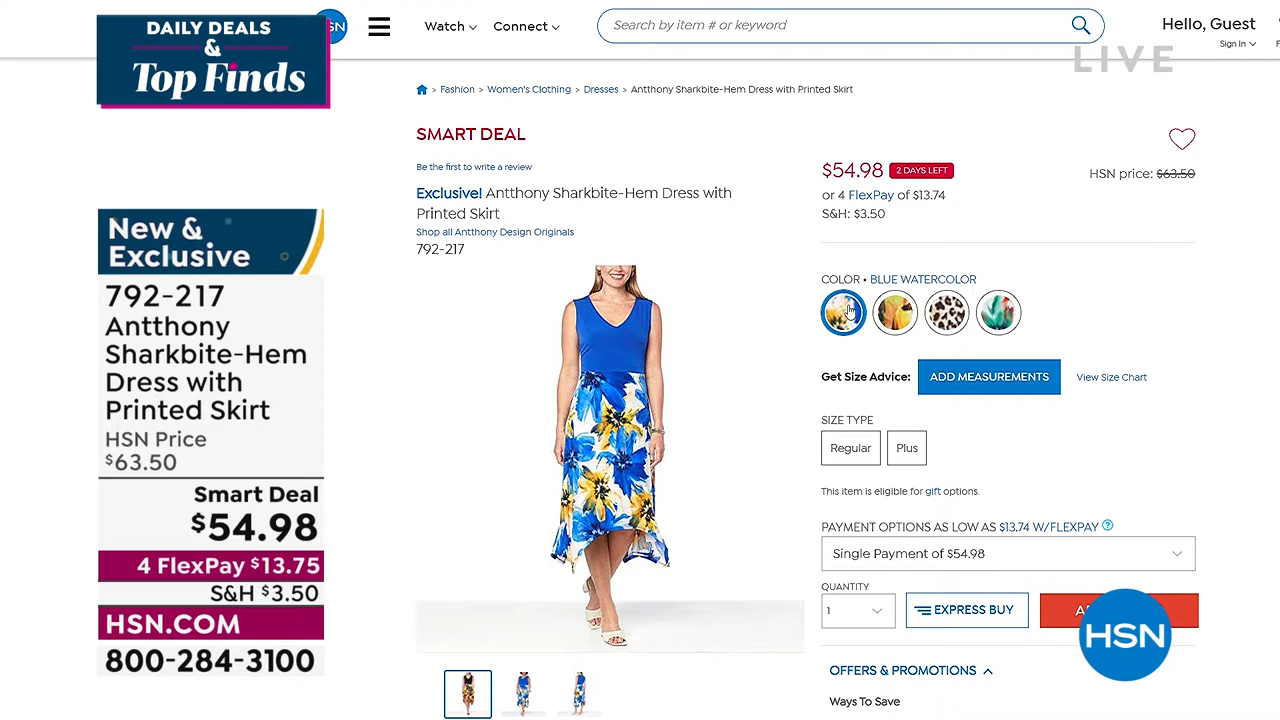 DAILY DEALS
&
Top Finds
SN
Watch
Connect
Search by item # or keyword
Hello, Guest
Sign In
LIVE
> Fashion > Women's Clothing > Dresses > Antthony Sharkbite-Hem Dress with Printed Skirt
SMART DEAL
Be the first to write a review
Exclusive! Antthony Sharkbite-Hem Dress with
Printed Skirt
Shop all Antthony Design Originals
792-217
$54.98 2 DAYS LEFT
HSN price: $63.50
or 4 FlexPay of $13.74
S&H: $3.50
COLOR • BLUE WATERCOLOR
Get Size Advice: ADD MEASUREMENTS View Size Chart
SIZE TYPE
Regular Plus
This item is eligible for gift options.
PAYMENT OPTIONS AS LOW AS $13.74 W/FLEXPAY ?
Single Payment of $54.98
QUANTITY
1
EXPRESS BUY
HSN
OFFERS & PROMOTIONS
Ways To Save
New &
Exclusive
792-217
Antthony
Sharkbite-Hem
Dress with
Printed Skirt
HSN Price
$63.50
Smart Deal
$54.98
4 FlexPay $13.75
S&H $3.50
HSN.COM
800-284-3100